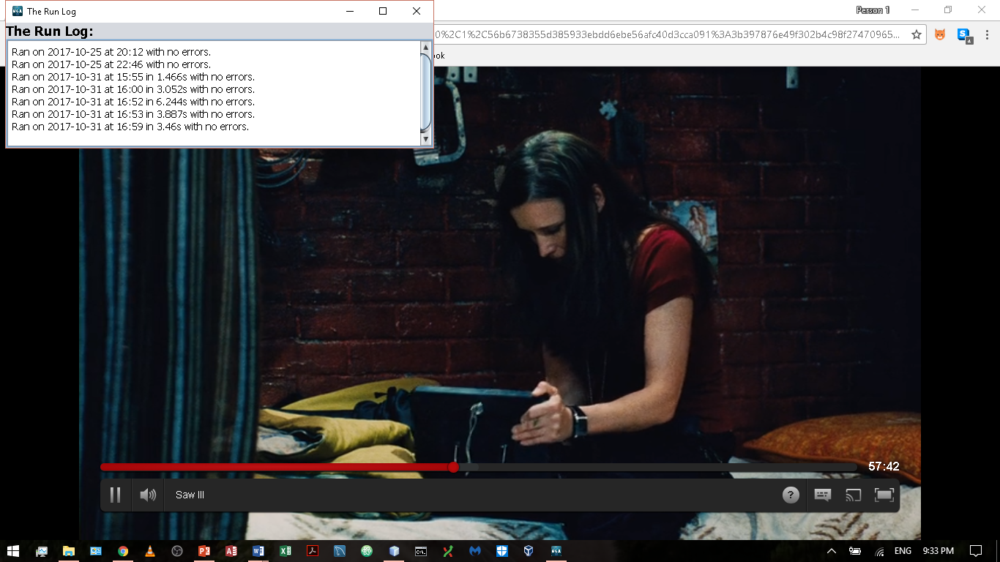 The Run Log
The Run Log:
Ran on 2017-10-25 at 20:12 with no errors.
Ran on 2017-10-25 at 22:46 with no errors.
Ran on 2017-10-31 at 15:55 in 1.466s with no errors.
Ran on 2017-10-31 at 16:00 in 3.052s with no errors.
Ran on 2017-10-31 at 16:52 in 6.244s with no errors.
Ran on 2017-10-31 at 16:53 in 3.887s with no errors.
Ran on 2017-10-31 at 16:59 in 3.46s with no errors.
Person 1
0%2C1%2C56b6738355d385933ebdd6ebe56afc40d3cca091%3A3b397876e49f302b4c98f27470965...
ook
57:42
Saw III
ENG
9:33 PM